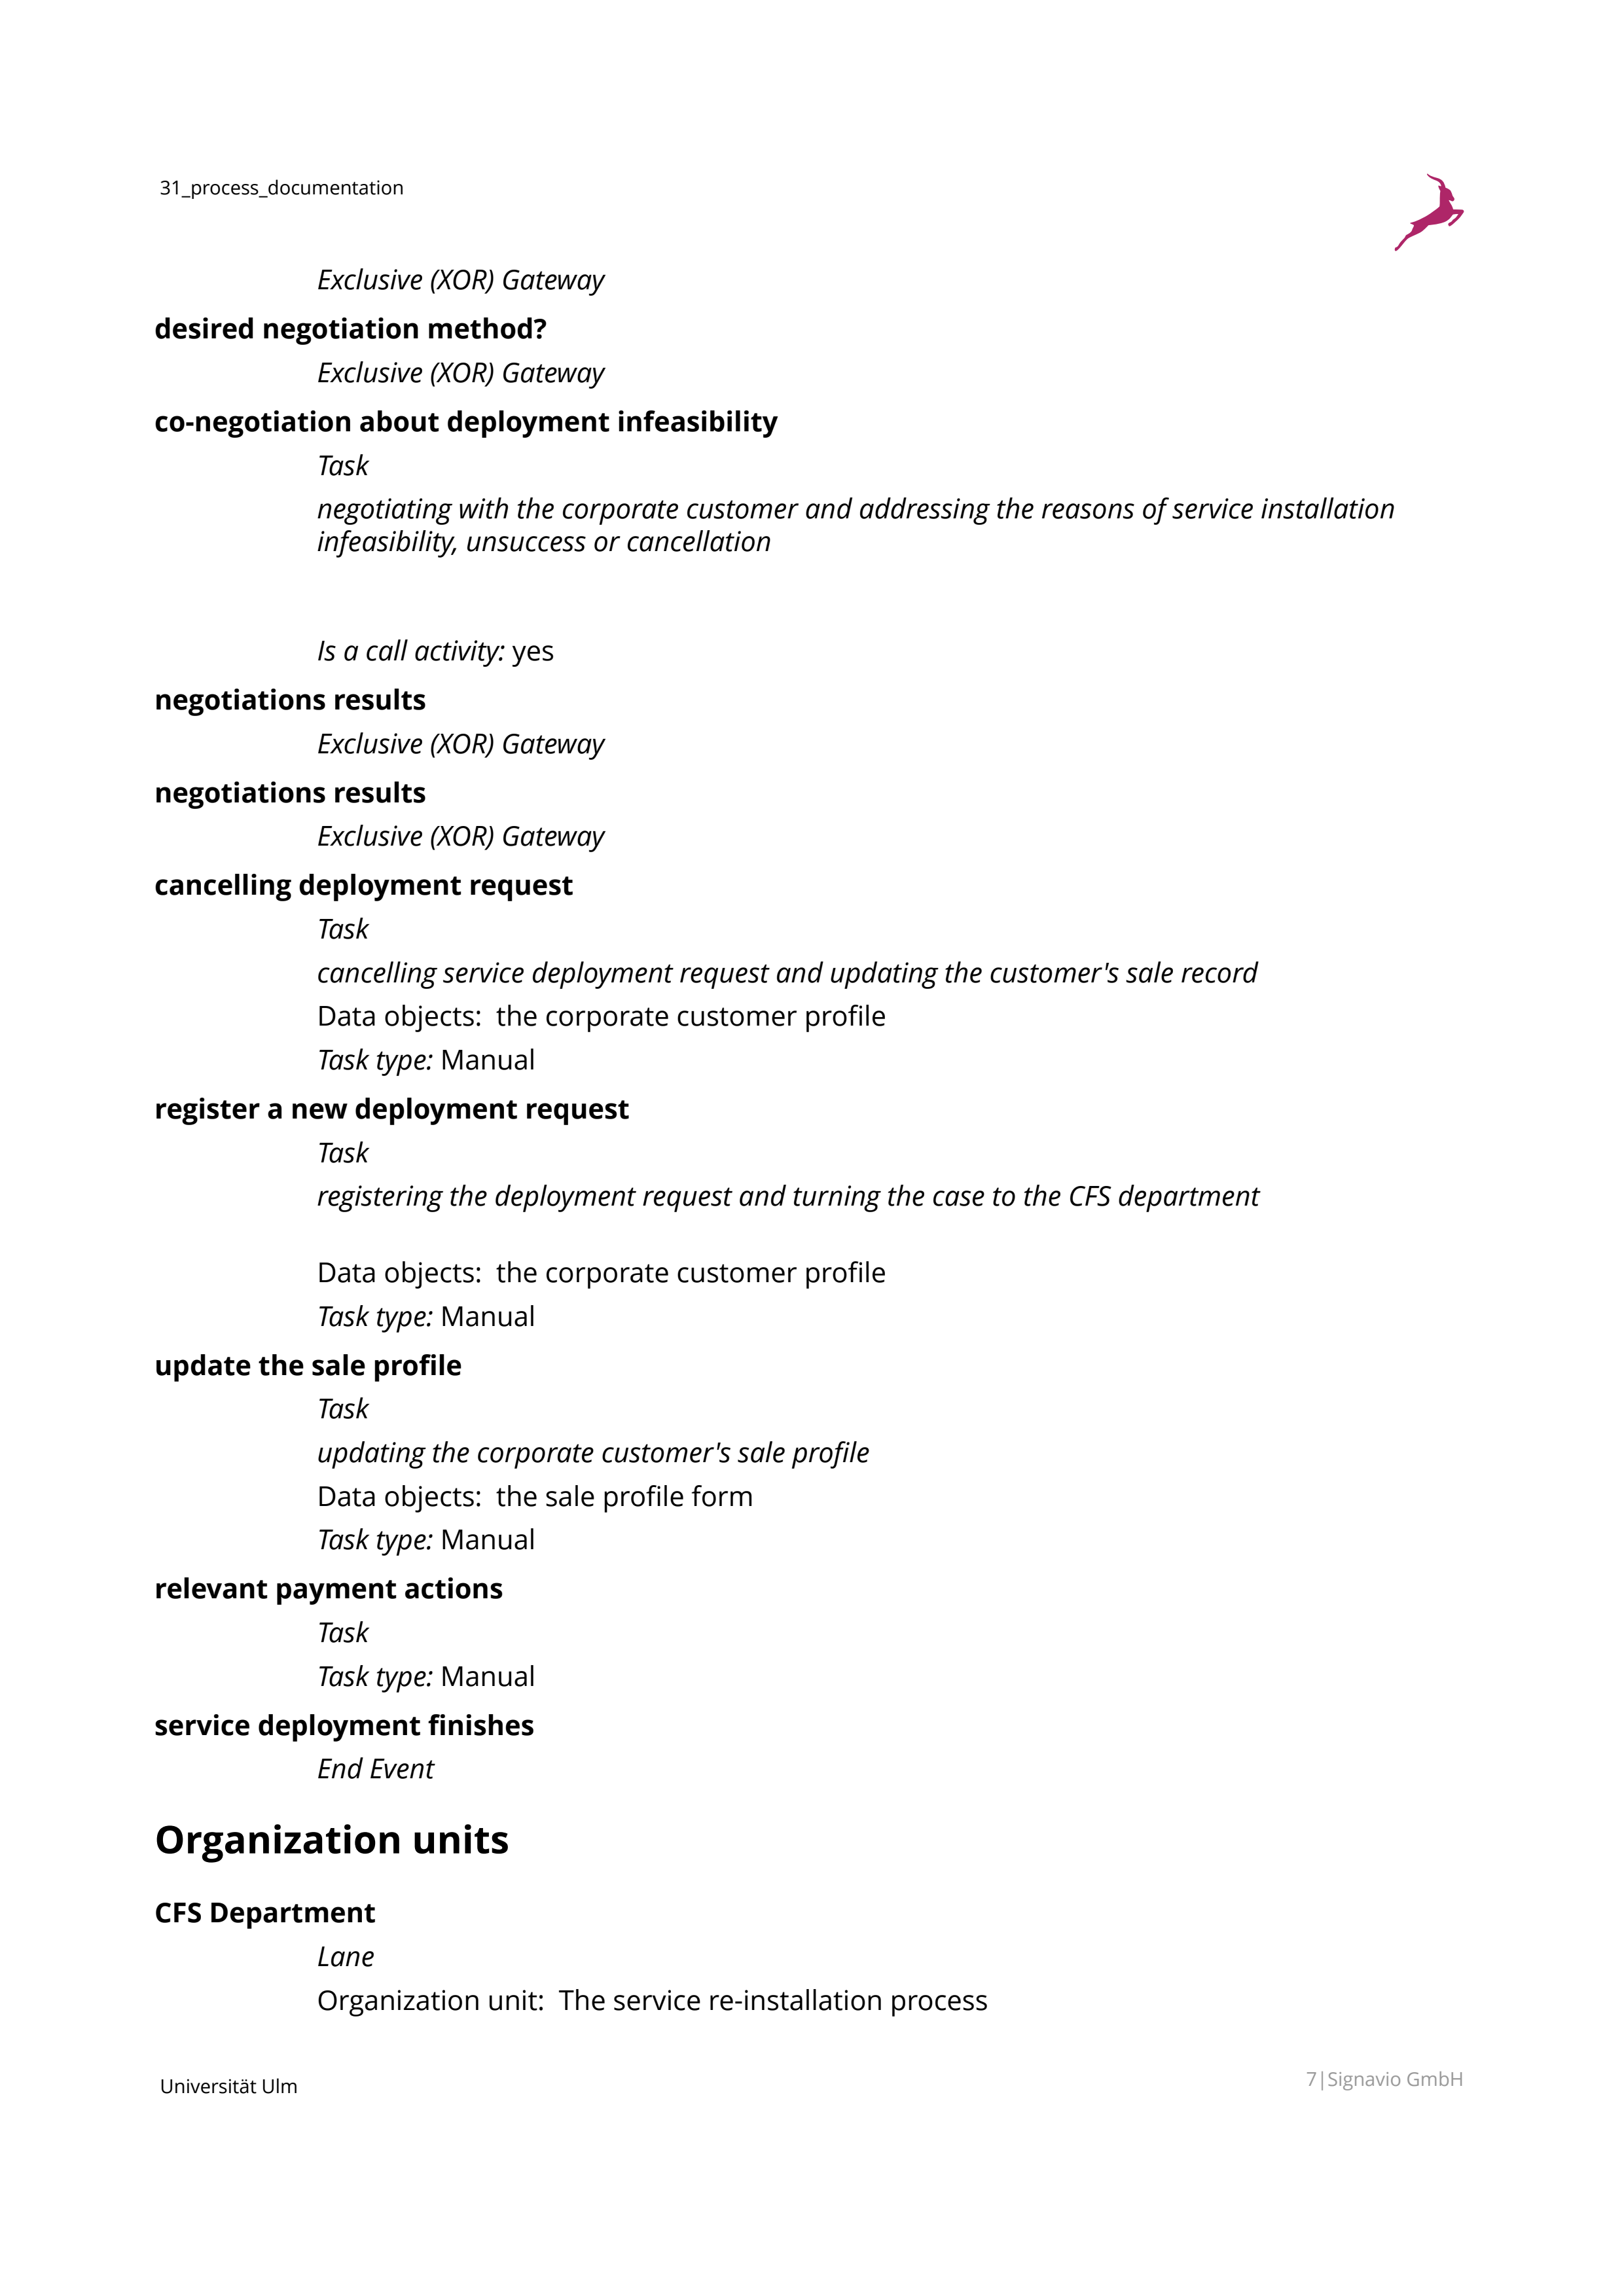 31_process_documentation
Exclusive (XOR) Gateway
desired negotiation method?
Exclusive (XOR) Gateway
co-negotiation about deployment infeasibility
Task
negotiating with the corporate customer and addressing the reasons of service installation
infeasibility, unsuccess or cancellation
Is a call activity: yes
negotiations results
Exclusive (XOR) Gateway
negotiations results
Exclusive (XOR) Gateway
cancelling deployment request
Task
cancelling service deployment request and updating the customer's sale record
Data objects:  the corporate customer profile
Task type: Manual
register a new deployment request
Task
registering the deployment request and turning the case to the CFS department
Data objects:  the corporate customer profile
Task type: Manual
update the sale profile
Task
updating the corporate customer's sale profile
Data objects:  the sale profile form
Task type: Manual
relevant payment actions
Task
Task type: Manual
service deployment finishes
End Event
Organization units
CFS Department
Lane
Organization unit:  The service re-installation process
Universität Ulm
7|Signavio GmbH